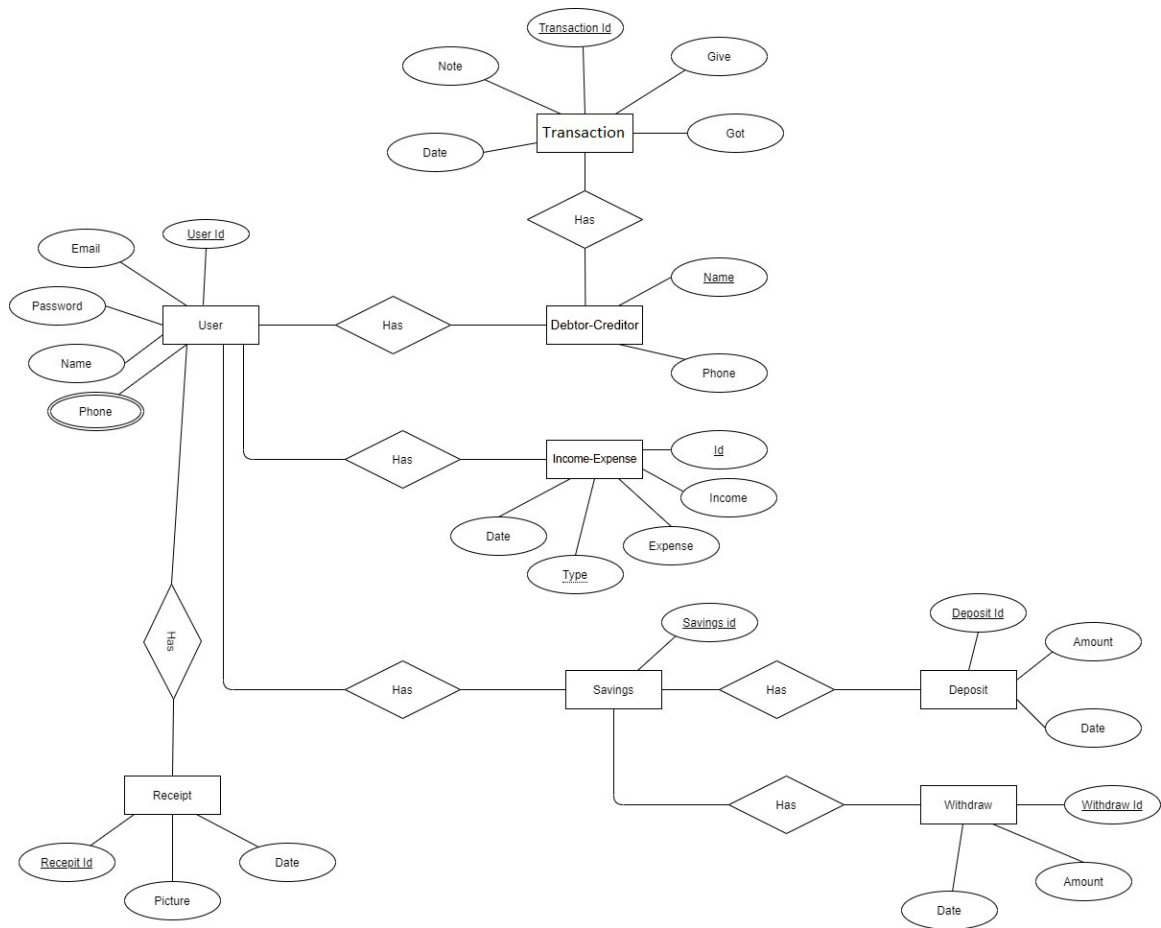 Transaction Id
Note
Give
Transaction
Date
Got
Has
User Id
Email
Name
Password
User
Has
Debtor-Creditor
Name
Phone
Phone
Has
Income-Expense
Id
Income
Date
Expense
Type
Has
Savings id
Deposit Id
Amount
Has
Savings
Has
Deposit
Date
Receipt
Has
Withdraw
Withdraw Id
Recepit Id
Date
Amount
Picture
Date